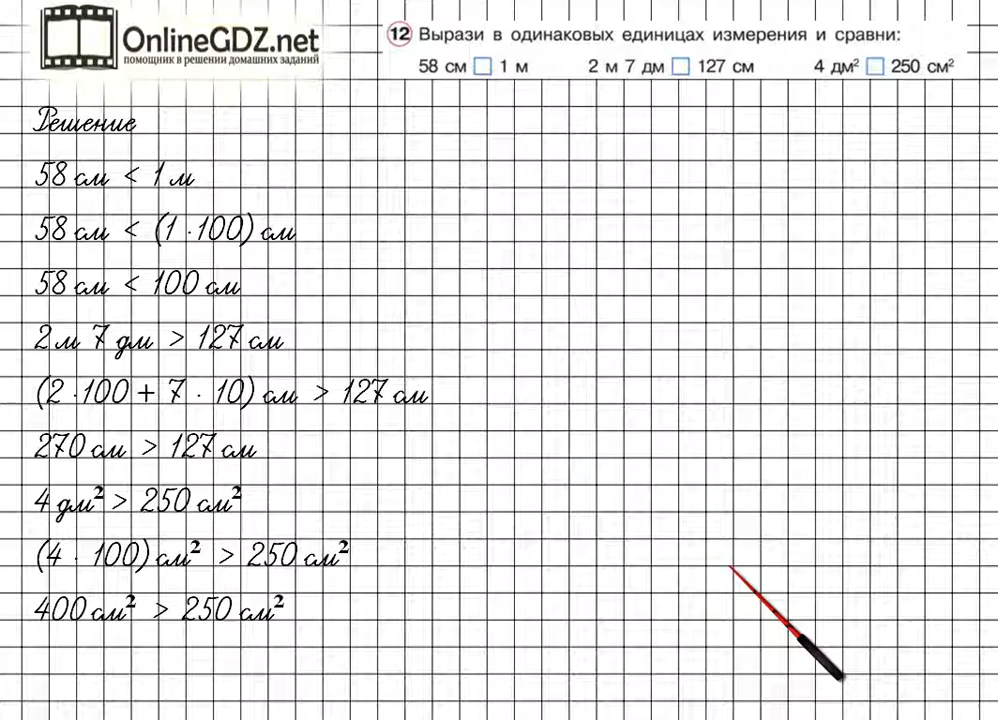 OnlineGDZ.net
помощник в решении домашних заданий
12 Вырази в одинаковых единицах измерения и сравни:
58 см □ 1 м 2 м 7 дм □ 127 см 4 дм² □ 250 см²
Решение
58 см < 1 м
58 см < (1 · 100) см
58 см < 100 см
2 м 7 дм > 127 см
(2 · 100 + 7 · 10) см > 127 см
270 см > 127 см
4 дм² > 250 см²
(4 · 100) см² > 250 см²
400 см² > 250 см²